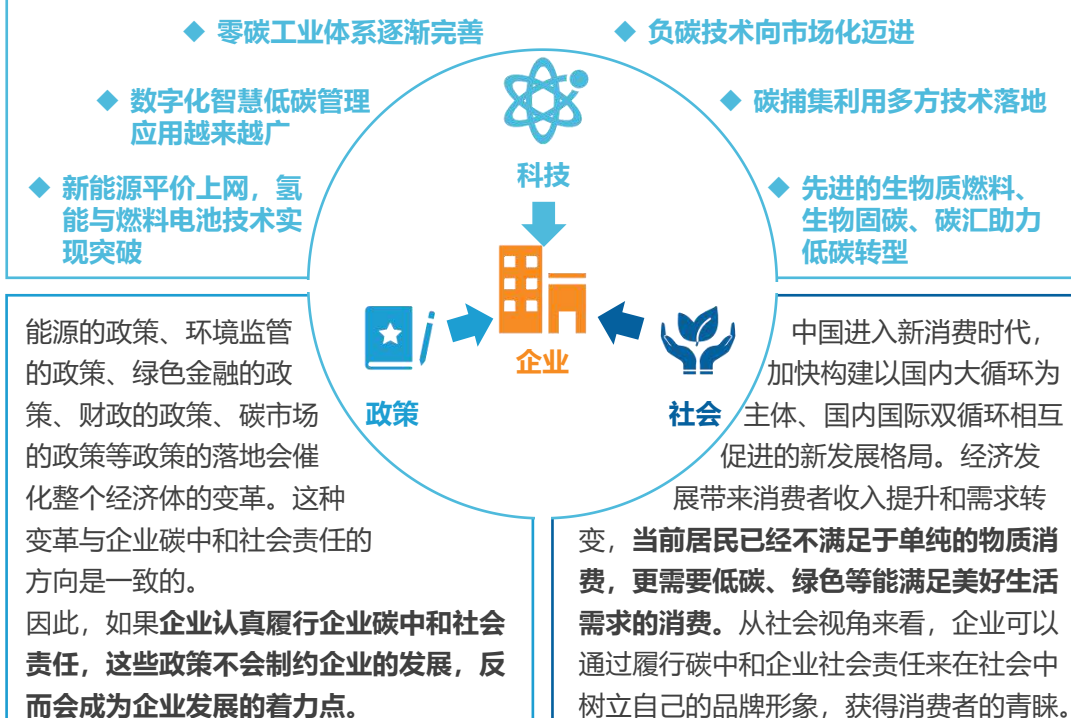 ◆ 零碳工业体系逐渐完善
◆ 数字化智慧低碳管理
应用越来越广
◆ 新能源平价上网，氢
能与燃料电池技术实
现突破
◆ 负碳技术向市场化迈进
◆ 碳捕集利用多方技术落地
◆ 先进的生物质燃料、
生物固碳、碳汇助力
低碳转型
科技
企业
政策
社会
能源的政策、环境监管
的政策、绿色金融的政
策、财政的政策、碳市场
的政策等政策的落地会催
化整个经济体的变革。这种
变革与企业碳中和社会责任的
方向是一致的。
因此，如果企业认真履行企业碳中和社会
责任，这些政策不会制约企业的发展，反
而会成为企业发展的着力点。
中国进入新消费时代，
加快构建以国内大循环为
主体、国内国际双循环相互
促进的新发展格局。经济发
展带来消费者收入提升和需求转
变，当前居民已经不满足于单纯的物质消
费，更需要低碳、绿色等能满足美好生活
需求的消费。从社会视角来看，企业可以
通过履行碳中和企业社会责任来在社会中
树立自己的品牌形象，获得消费者的青睐。